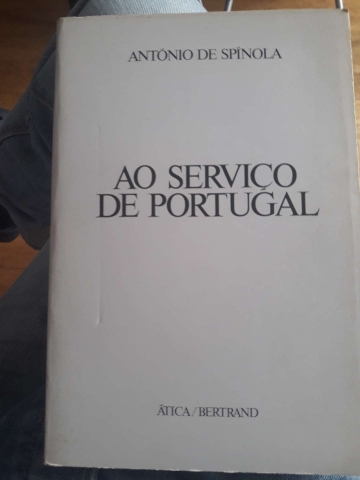 ANTÓNIO DE SPÍNOLA
AO SERVIÇO
DE PORTUGAL
ÁTICA/BERTRAND